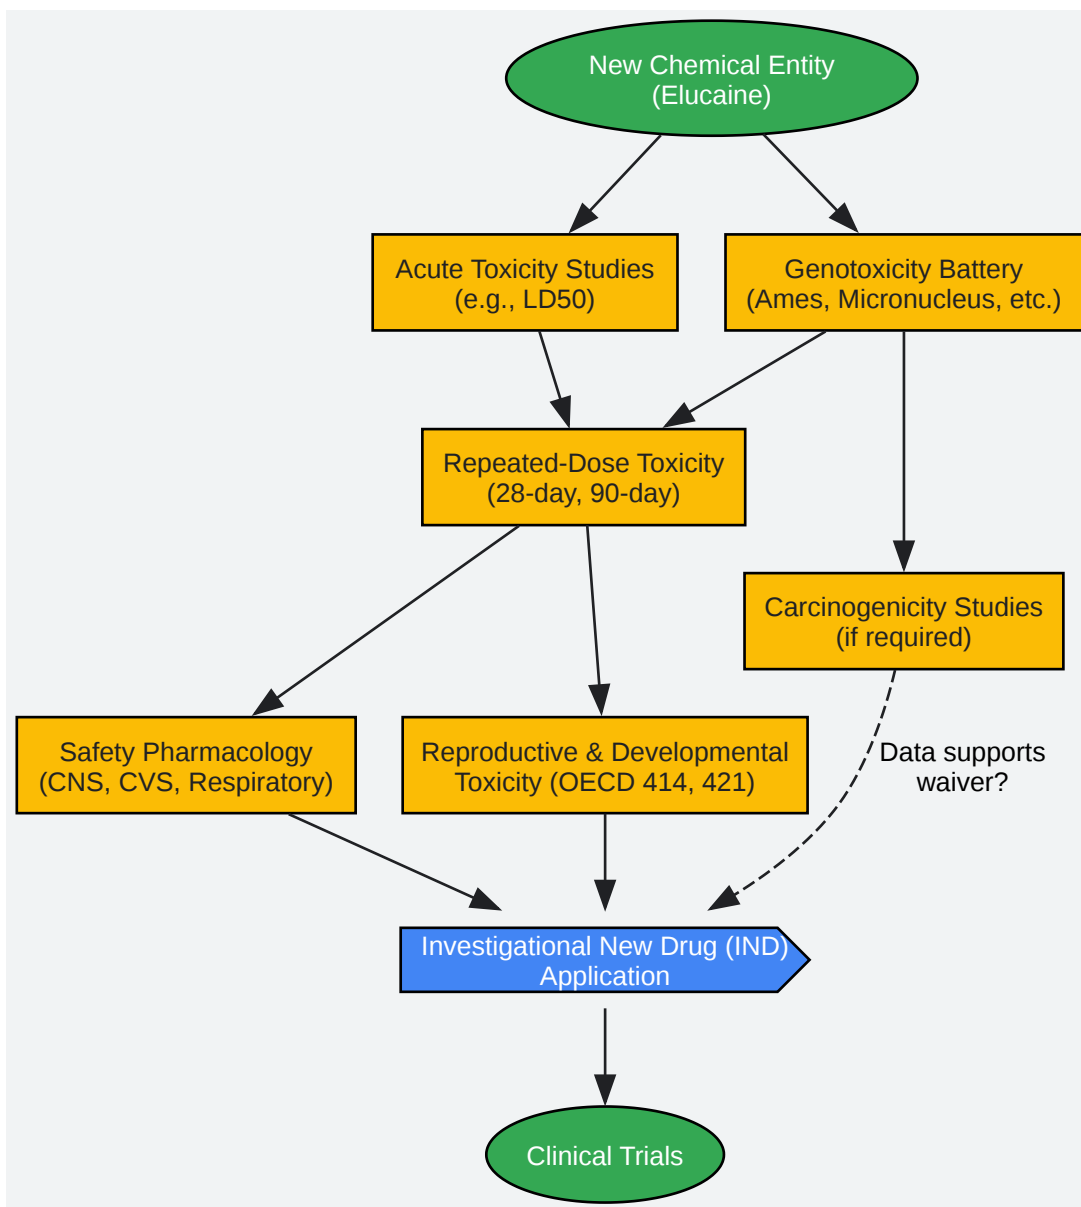 New Chemical Entity
(Elucaine)
Acute Toxicity Studies
(e.g., LD50)
Genotoxicity Battery
(Ames, Micronucleus, etc.)
Repeated-Dose Toxicity
(28-day, 90-day)
Carcinogenicity Studies
(if required)
Safety Pharmacology
(CNS, CVS, Respiratory)
Reproductive & Developmental
Toxicity (OECD 414, 421)
Data supports
waiver?
Investigational New Drug (IND)
Application
Clinical Trials